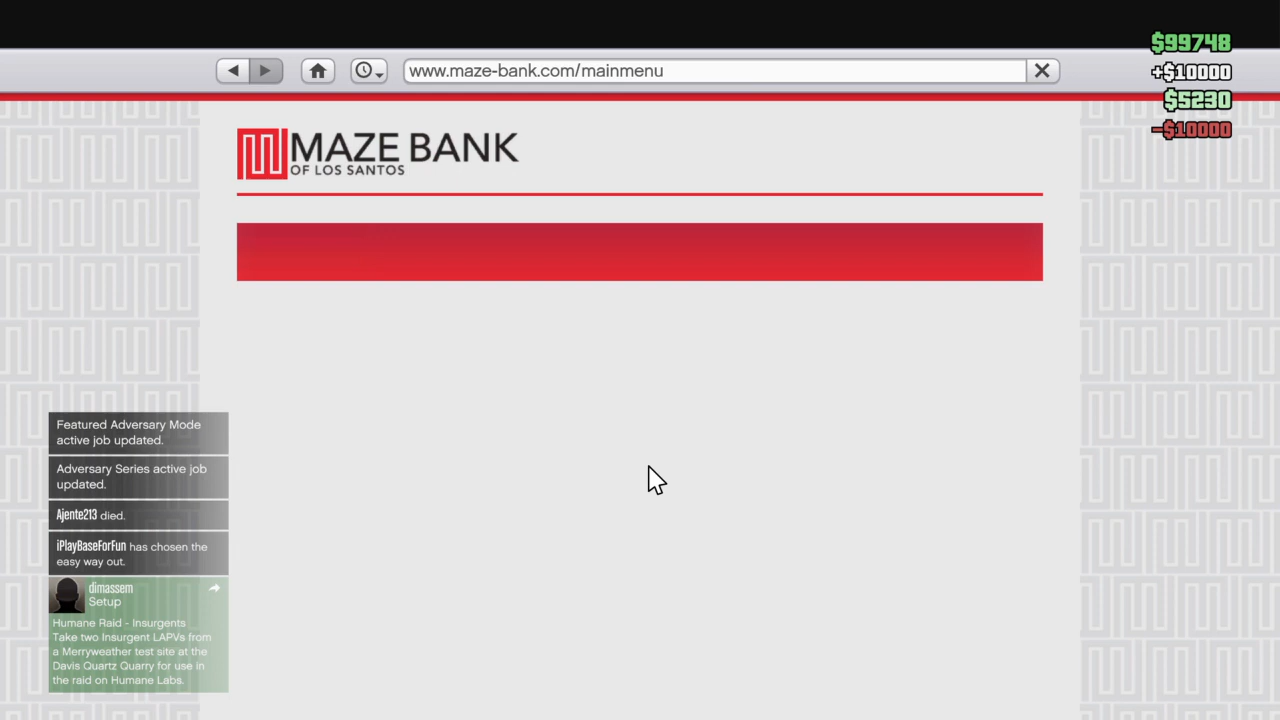 www.maze-bank.com/mainmenu
$99748
+$10000
$5230
-$10000
MAZE BANK
OF LOS SANTOS
Featured Adversary Mode
active job updated.
Adversary Series active job
updated.
Ajente213 died.
iPlayBaseForFun has chosen the
easy way out.
dimassem
Setup
Humane Raid - Insurgents
Take two Insurgent LAPVs from
a Merryweather test site at the
Davis Quartz Quarry for use in
the raid on Humane Labs.